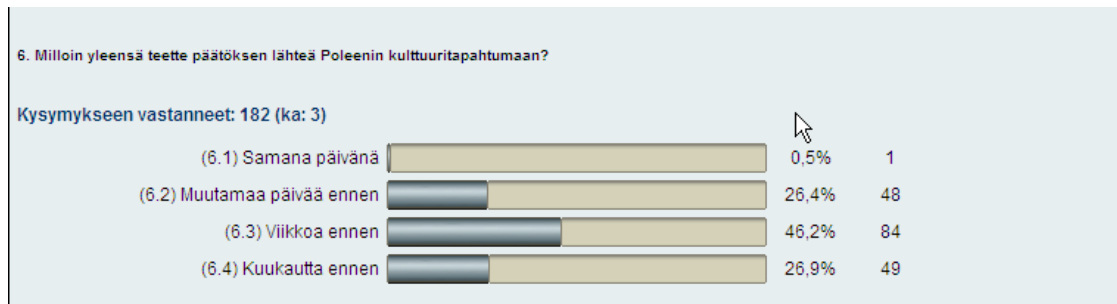 6. Milloin yleensä teette päätöksen lähteä Poleenin kulttuuritapahtumaan?
Kysymykseen vastanneet: 182 (ka: 3)
(6.1) Samana päivänä 0,5% 1
(6.2) Muutamaa päivää ennen 26,4% 48
(6.3) Viikkoa ennen 46,2% 84
(6.4) Kuukautta ennen 26,9% 49